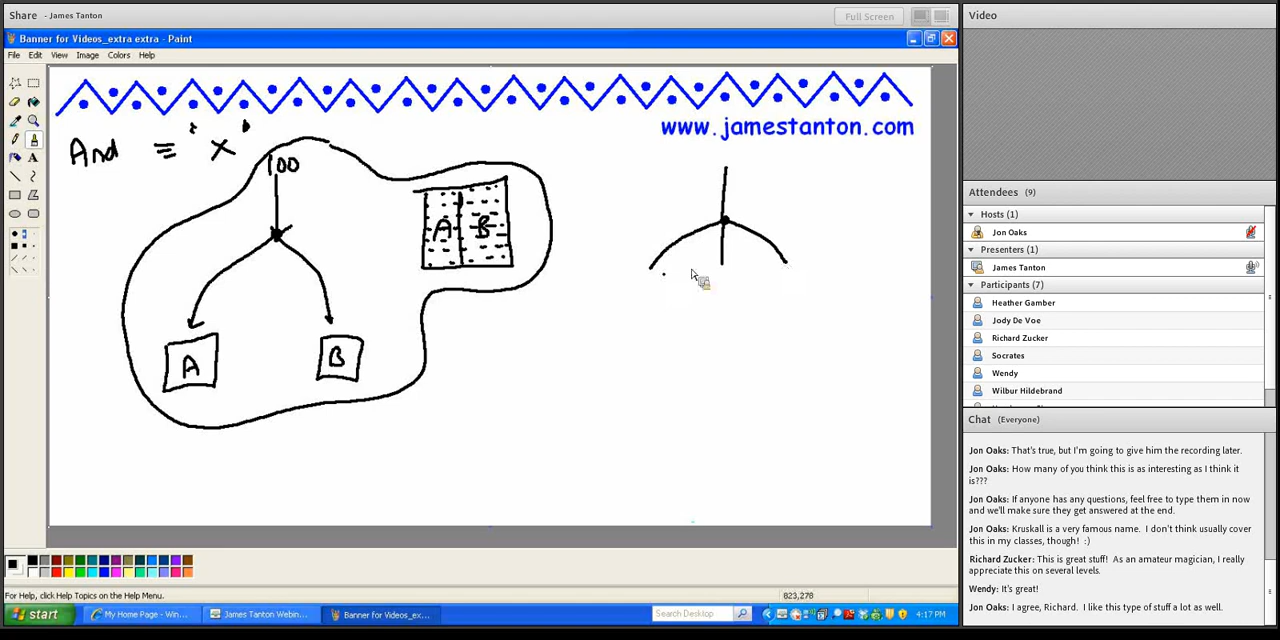 Share - James Tanton
Full Screen
Video
Banner for Videos_extra extra - Paint
File Edit View Image Colors Help
www.jamestanton.com
And ≡ "×"
100
A B
A B
Attendees (9)
Hosts (1)
Jon Oaks
Presenters (1)
James Tanton
Participants (7)
Heather Gamber
Jody De Voe
Richard Zucker
Socrates
Wendy
Wilbur Hildebrand
Chat (Everyone)
Jon Oaks: That's true, but I'm going to give him the recording later.
Jon Oaks: How many of you think this is as interesting as I think it
is???
Jon Oaks: If anyone has any questions, feel free to type them in now
and we'll make sure they get answered at the end.
Jon Oaks: Kruskall is a very famous name. I don't think usually cover
this in my classes, though! :)
Richard Zucker: This is great stuff! As an amateur magician, I really
appreciate this on several levels.
Wendy: It's great!
Jon Oaks: I agree, Richard. I like this type of stuff a lot as well.
For Help, click Help Topics on the Help Menu.
823,278
start
My Home Page - Win...
James Tanton Webin...
Banner for Videos_ex...
Search Desktop
4:17 PM